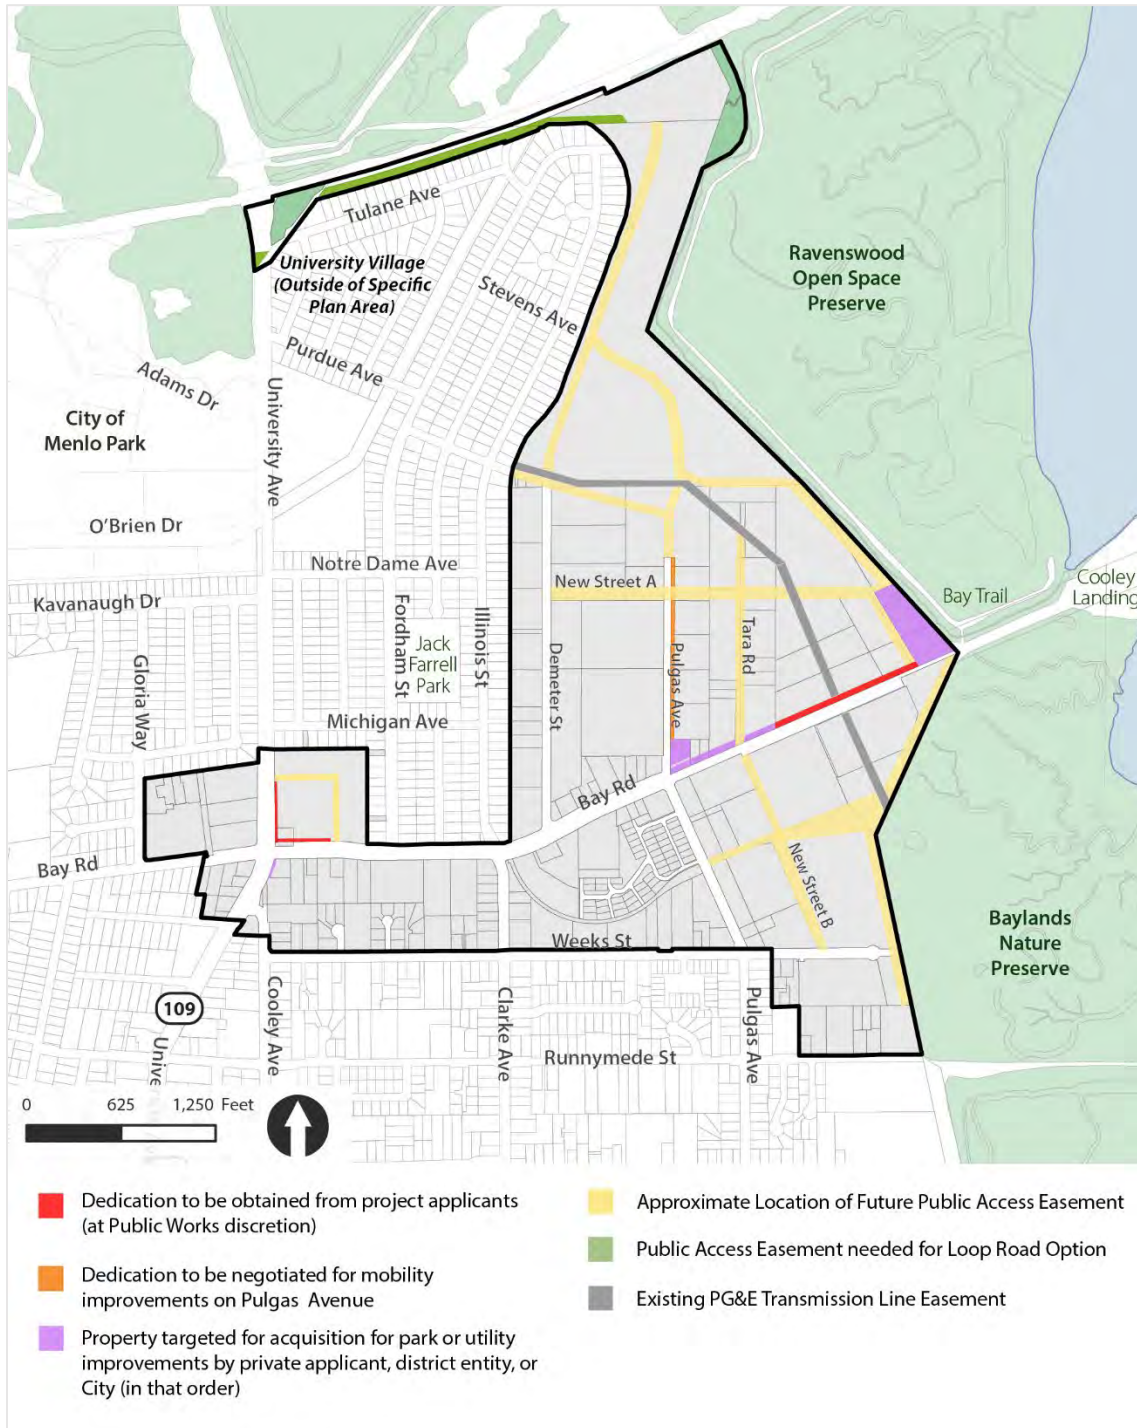 Tulane Ave
University Village
(Outside of Specific
Plan Area)
Stevens Ave
Purdue Ave
Ravenswood
Open Space
Preserve
Adams Dr
City of
Menlo Park
University Ave
O'Brien Dr
Notre Dame Ave
New Street A
Kavanaugh Dr
Fordham St
Illinois St
Jack
Farrell
Park
Gloria Way
Michigan Ave
Demeter St
Pulgas Ave
Tara Rd
Bay Trail
Cooley
Landing
Bay Rd
Bay Rd
New Street B
Weeks St
Baylands
Nature
Preserve
109
Unive
Cooley Ave
Clarke Ave
Pulgas Ave
Runnymede St
0 625 1,250 Feet
Dedication to be obtained from project applicants
(at Public Works discretion)
Dedication to be negotiated for mobility
improvements on Pulgas Avenue
Property targeted for acquisition for park or utility
improvements by private applicant, district entity, or
City (in that order)
Approximate Location of Future Public Access Easement
Public Access Easement needed for Loop Road Option
Existing PG&E Transmission Line Easement